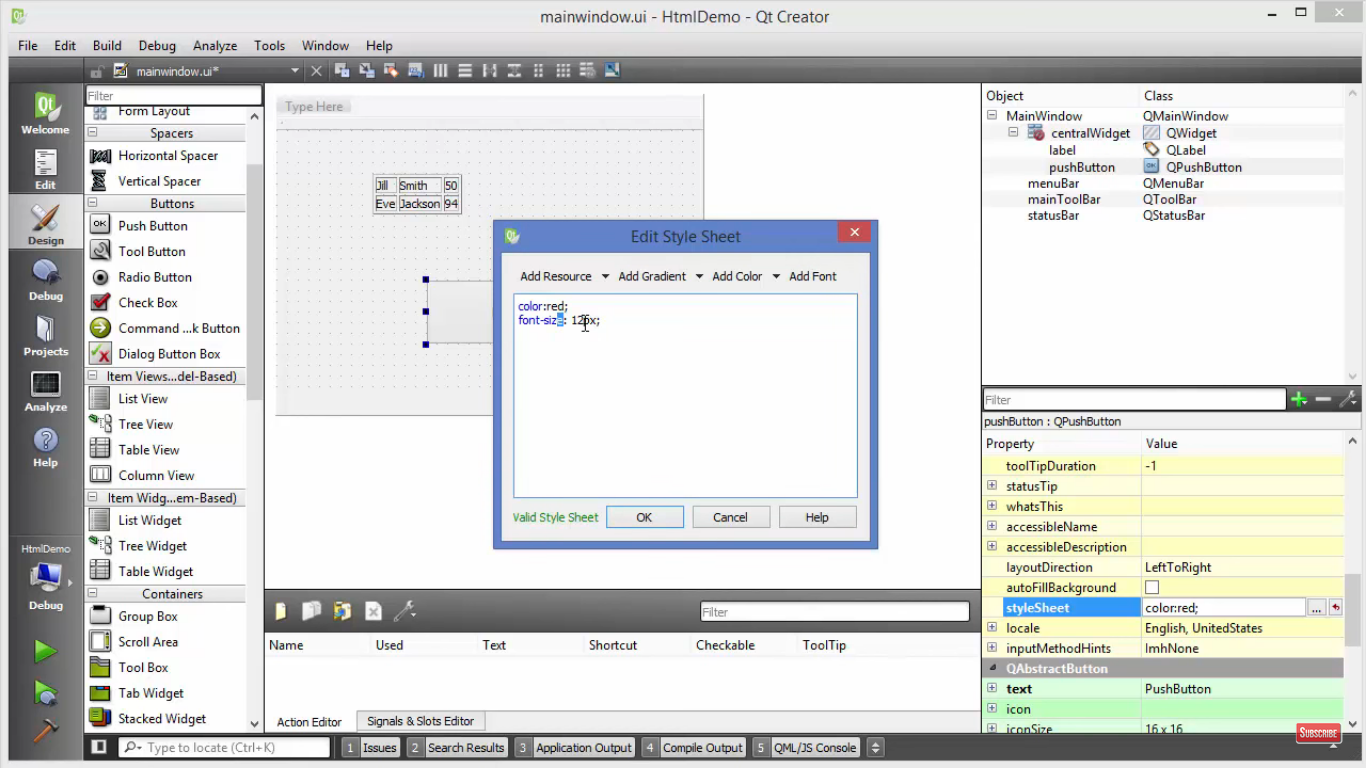 mainwindow.ui - HtmlDemo - Qt Creator
File Edit Build Debug Analyze Tools Window Help
mainwindow.ui*
Welcome
Edit
Design
Debug
Projects
Analyze
Help
HtmlDemo
Debug
Filter
Form Layout
Spacers
Horizontal Spacer
Vertical Spacer
Buttons
Push Button
Tool Button
Radio Button
Check Box
Command ...k Button
Dialog Button Box
Item Views...del-Based)
List View
Tree View
Table View
Column View
Item Widg...em-Based)
List Widget
Tree Widget
Table Widget
Containers
Group Box
Scroll Area
Tool Box
Tab Widget
Stacked Widget
Type Here
Jill Smith 50
Eve Jackson 94
Edit Style Sheet
Add Resource Add Gradient Add Color Add Font
color:red;
font-size: 12px;
Valid Style Sheet OK Cancel Help
Filter
Name Used Text Shortcut Checkable ToolTip
Action Editor Signals & Slots Editor
Object Class
MainWindow QMainWindow
centralWidget QWidget
label QLabel
pushButton QPushButton
menuBar QMenuBar
mainToolBar QToolBar
statusBar QStatusBar
Filter
pushButton : QPushButton
Property Value
toolTipDuration -1
statusTip
whatsThis
accessibleName
accessibleDescription
layoutDirection LeftToRight
autoFillBackground
styleSheet color:red; ...
locale English, UnitedStates
inputMethodHints ImhNone
QAbstractButton
text PushButton
icon
iconSize 16 x 16
SUBSCRIBE
Type to locate (Ctrl+K) 1 Issues 2 Search Results 3 Application Output 4 Compile Output 5 QML/JS Console